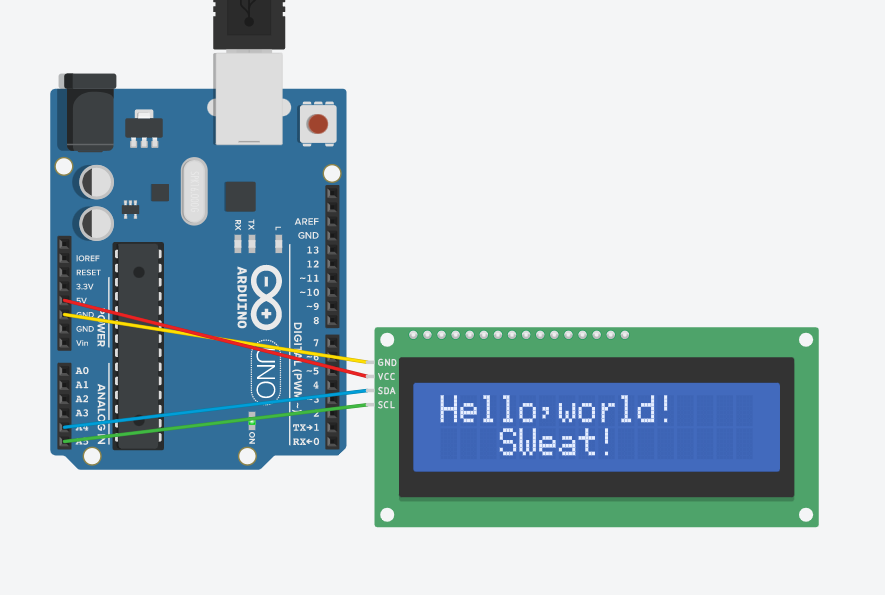 AREF
GND
13
12
~11
~10
~9
8
7
~6
~5
4
~3
2
TX→1
RX←0
RX
TX
L
ARDUINO
UNO
ON
DIGITAL (PWM ~)
IOREF
RESET
3.3V
5V
GND
GND
Vin
POWER
A0
A1
A2
A3
A4
A5
ANALOG IN
GND
VCC
SDA
SCL
Hello,world!
SWeat!